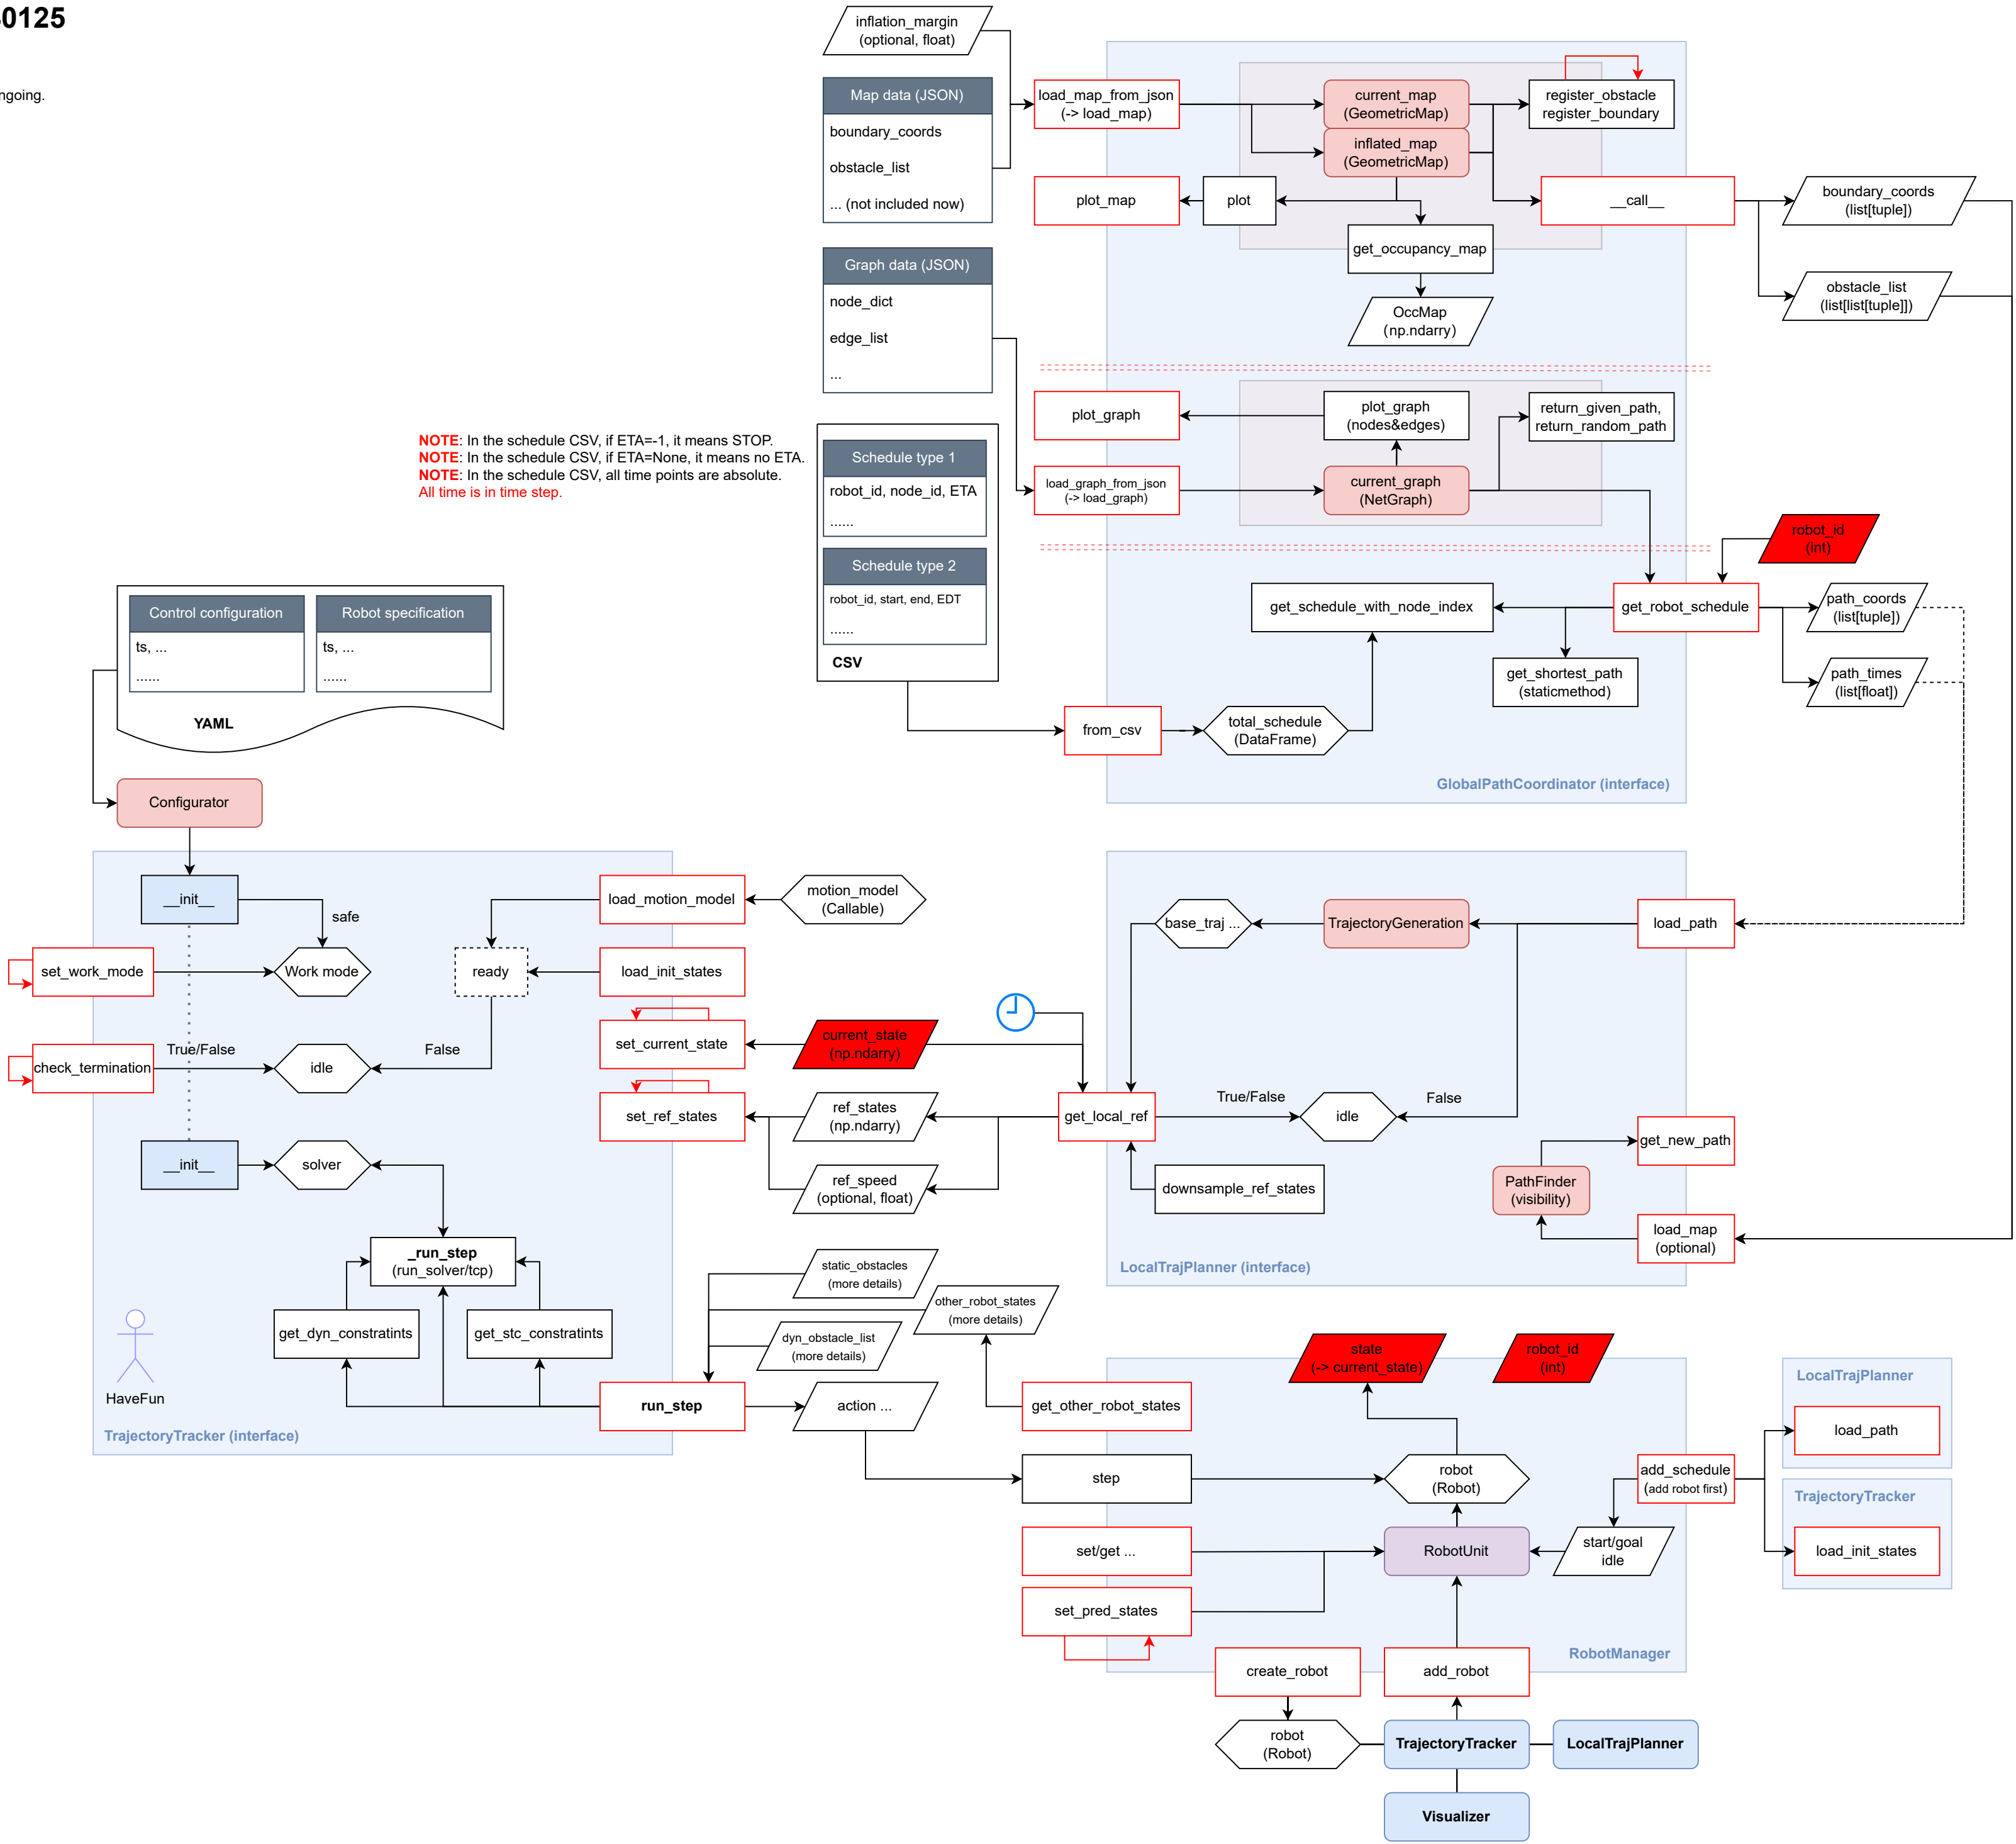 0125
ngoing.
inflation_margin
(optional, float)
Map data (JSON)
boundary_coords
obstacle_list
... (not included now)
load_map_from_json
(-> load_map)
current_map
(GeometricMap)
inflated_map
(GeometricMap)
register_obstacle
register_boundary
plot_map
plot
__call__
get_occupancy_map
OccMap
(np.ndarry)
boundary_coords
(list[tuple])
obstacle_list
(list[list[tuple]])
Graph data (JSON)
node_dict
edge_list
...
plot_graph
plot_graph
(nodes&edges)
return_given_path,
return_random_path
load_graph_from_json
(-> load_graph)
current_graph
(NetGraph)
NOTE: In the schedule CSV, if ETA=-1, it means STOP.
NOTE: In the schedule CSV, if ETA=None, it means no ETA.
NOTE: In the schedule CSV, all time points are absolute.
All time is in time step.
Schedule type 1
robot_id, node_id, ETA
......
Schedule type 2
robot_id, start, end, EDT
......
CSV
robot_id
(int)
get_schedule_with_node_index
get_robot_schedule
path_coords
(list[tuple])
get_shortest_path
(staticmethod)
path_times
(list[float])
from_csv
total_schedule
(DataFrame)
GlobalPathCoordinator (interface)
Control configuration
ts, ...
......
Robot specification
ts, ...
......
YAML
Configurator
__init__
safe
set_work_mode
Work mode
load_motion_model
motion_model
(Callable)
ready
load_init_states
check_termination
True/False
idle
False
set_current_state
current_state
(np.ndarry)
set_ref_states
ref_states
(np.ndarry)
ref_speed
(optional, float)
__init__
solver
_run_step
(run_solver/tcp)
get_dyn_constratints
get_stc_constratints
HaveFun
run_step
TrajectoryTracker (interface)
static_obstacles
(more details)
other_robot_states
(more details)
dyn_obstacle_list
(more details)
action ...
base_traj ...
TrajectoryGeneration
load_path
get_local_ref
True/False
idle
False
downsample_ref_states
get_new_path
PathFinder
(visibility)
load_map
(optional)
LocalTrajPlanner (interface)
state
(-> current_state)
robot_id
(int)
get_other_robot_states
step
robot
(Robot)
add_schedule
(add robot first)
set/get ...
RobotUnit
start/goal
idle
set_pred_states
RobotManager
create_robot
add_robot
robot
(Robot)
TrajectoryTracker
LocalTrajPlanner
Visualizer
LocalTrajPlanner
load_path
TrajectoryTracker
load_init_states